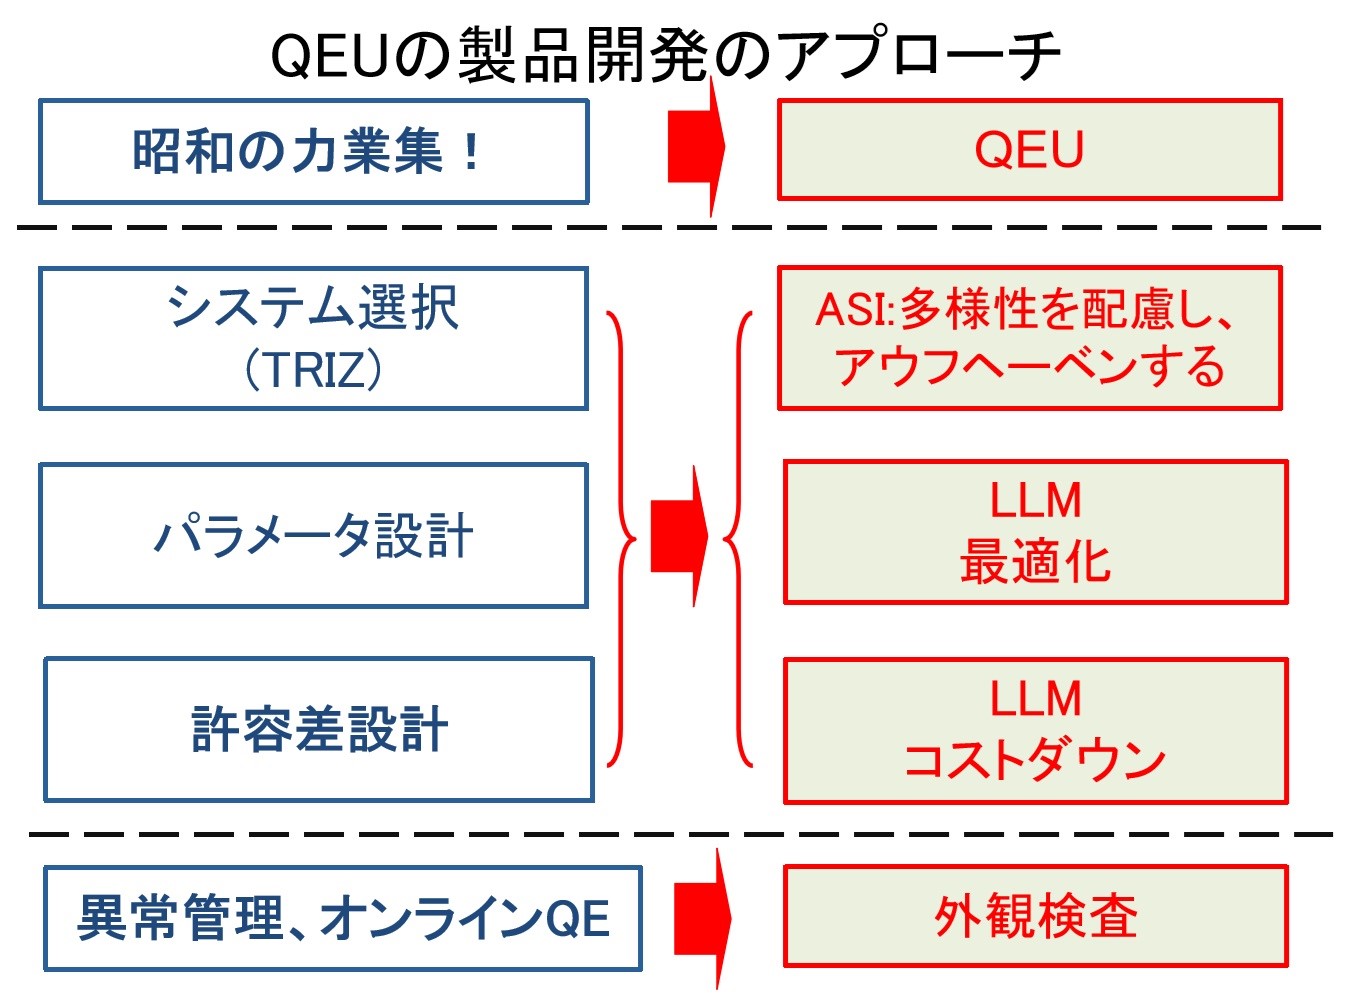 QEUの製品開発のアプローチ
昭和の力業集！
QEU
システム選択
（TRIZ）
ASI:多様性を配慮し、
アウフヘーベンする
パラメータ設計
LLM
最適化
許容差設計
LLM
コストダウン
異常管理、オンラインQE
外観検査